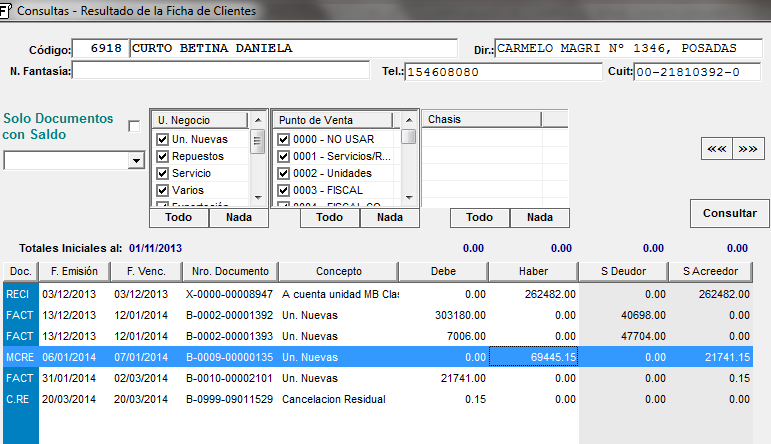 Consultas - Resultado de la Ficha de Clientes
Código: 6918 CURTO BETINA DANIELA Dir.: CARMELO MAGRI Nº 1346, POSADAS
N. Fantasía: Tel.: 154608080 Cuit: 00-21810392-0
Solo Documentos
con Saldo
U. Negocio
Un. Nuevas
Repuestos
Servicio
Varios
Todo Nada
Punto de Venta
0000 - NO USAR
0001 - Servicios/R...
0002 - Unidades
0003 - FISCAL
Todo Nada
Chasis
Todo Nada
«« »»
Consultar
Totales Iniciales al: 01/11/2013 0.00 0.00 0.00 0.00
Doc. F. Emisión F. Venc. Nro. Documento Concepto Debe Haber S Deudor S Acreedor
RECI 03/12/2013 03/12/2013 X-0000-00008947 A cuenta unidad MB Clas 0.00 262482.00 0.00 262482.00
FACT 13/12/2013 12/01/2014 B-0002-00001392 Un. Nuevas 303180.00 0.00 40698.00 0.00
FACT 13/12/2013 12/01/2014 B-0002-00001393 Un. Nuevas 7006.00 0.00 47704.00 0.00
MCRE 06/01/2014 07/01/2014 B-0009-00000135 Un. Nuevas 0.00 69445.15 0.00 21741.15
FACT 31/01/2014 02/03/2014 B-0010-00002101 Un. Nuevas 21741.00 0.00 0.00 0.15
C.RE 20/03/2014 20/03/2014 B-0999-09011529 Cancelacion Residual 0.15 0.00 0.00 0.00